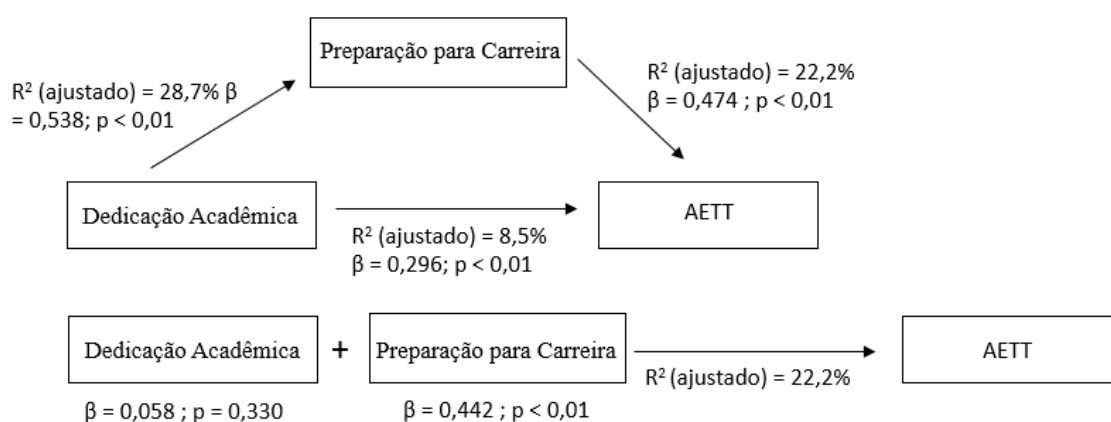 Preparação para Carreira
R² (ajustado) = 28,7% β
= 0,538; p < 0,01
R² (ajustado) = 22,2%
β = 0,474 ; p < 0,01
Dedicação Acadêmica
AETT
R² (ajustado) = 8,5%
β = 0,296; p < 0,01
Dedicação Acadêmica + Preparação para Carreira
AETT
R² (ajustado) = 22,2%
β = 0,058 ; p = 0,330
β = 0,442 ; p < 0,01